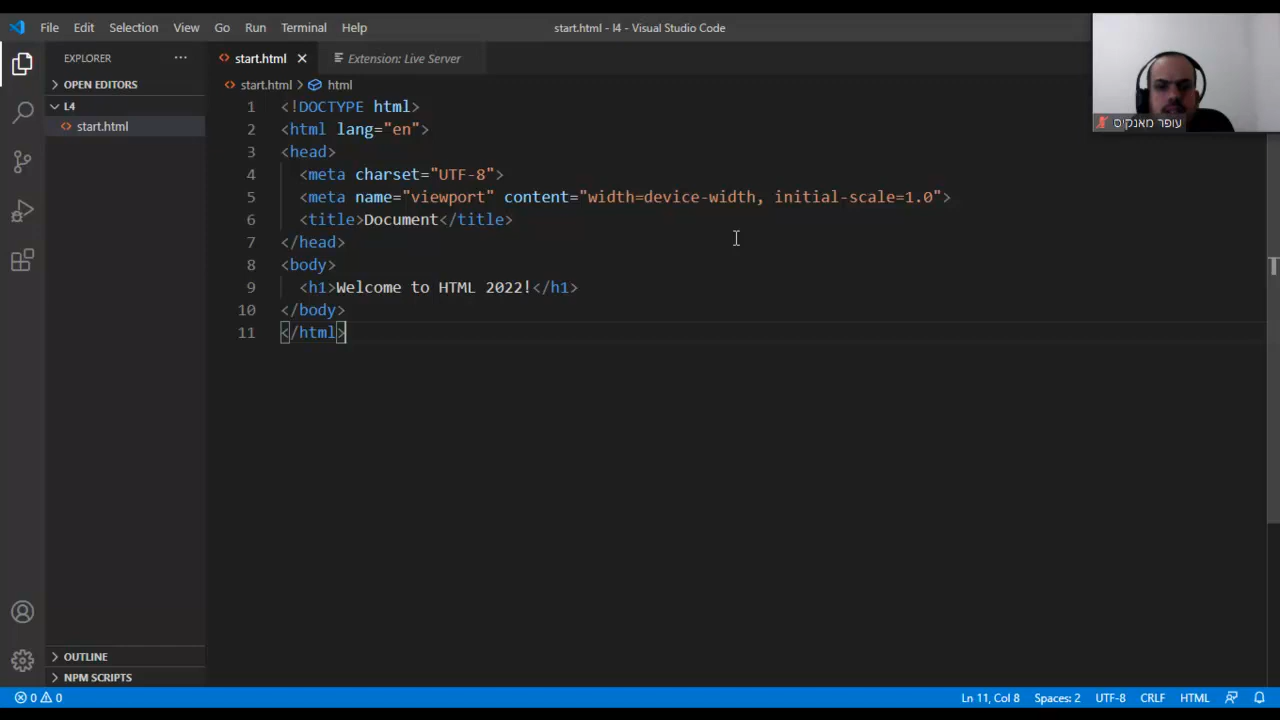 File Edit Selection View Go Run Terminal Help
start.html - l4 - Visual Studio Code
EXPLORER
OPEN EDITORS
L4
start.html
OUTLINE
NPM SCRIPTS
start.html
Extension: Live Server
start.html > html
1 <!DOCTYPE html>
2 <html lang="en">
3 <head>
4 <meta charset="UTF-8">
5 <meta name="viewport" content="width=device-width, initial-scale=1.0">
6 <title>Document</title>
7 </head>
8 <body>
9 <h1>Welcome to HTML 2022!</h1>
10 </body>
11 </html>
עופר מאנקיס
0 0
Ln 11, Col 8 Spaces: 2 UTF-8 CRLF HTML